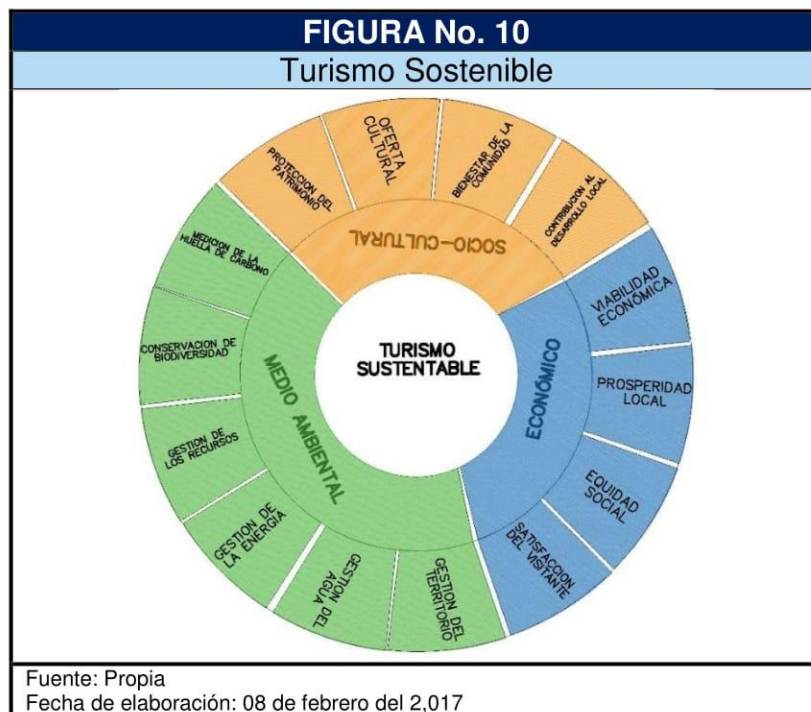 FIGURA No. 10
Turismo Sostenible
PROTECCION DEL
PATRIMONIO
OFERTA
CULTURAL
BIENESTAR DE LA
COMUNIDAD
CONTRIBUCION AL
DESARROLLO LOCAL
SOCIO-CULTURAL
VIABILIDAD
ECONÓMICA
PROSPERIDAD
LOCAL
EQUIDAD
SOCIAL
SATISFACCION
DEL VISITANTE
ECONÓMICO
GESTION DEL
TERRITORIO
GESTION DEL
AGUA
GESTION DE
LA ENERGIA
GESTION DE
LOS RECURSOS
CONSERVACION DE
BIODIVERSIDAD
MEDICION DE LA
HUELLA DE CARBONO
MEDIO AMBIENTAL
TURISMO
SUSTENTABLE
Fuente: Propia
Fecha de elaboración: 08 de febrero del 2,017